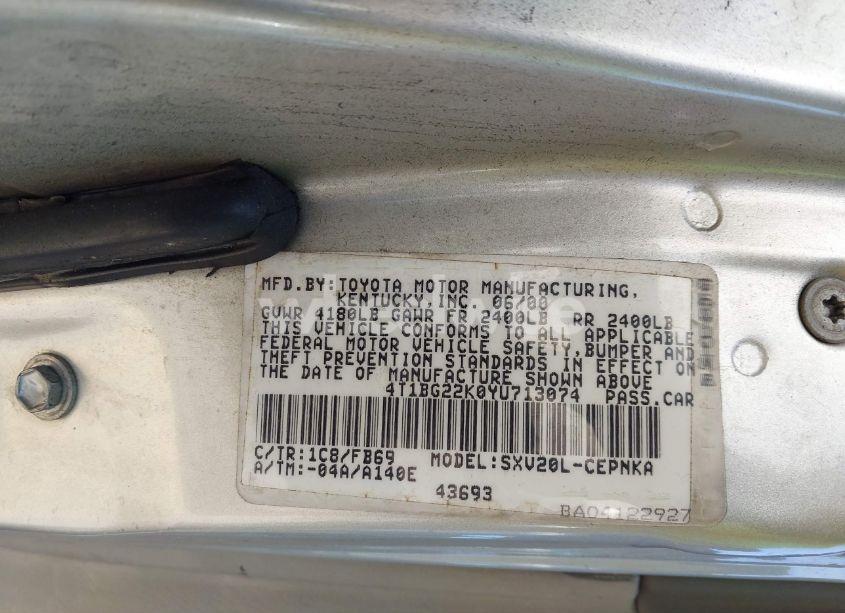 MFD.BY:TOYOTA MOTOR MANUFACTURING,
KENTUCKY,INC. 06/00
GVWR 4180LB GAWR FR 2400LB RR 2400LB
THIS VEHICLE CONFORMS TO ALL APPLICABLE
FEDERAL MOTOR VEHICLE SAFETY,BUMPER AND
THEFT PREVENTION STANDARDS IN EFFECT ON
THE DATE OF MANUFACTURE SHOWN ABOVE
4T1BG22K0YU713074 PASS.CAR
C/TR:1C8/FB69 MODEL:SXV20L-CEPNKA
A/TM:-04A/A140E
43693
BA04122927